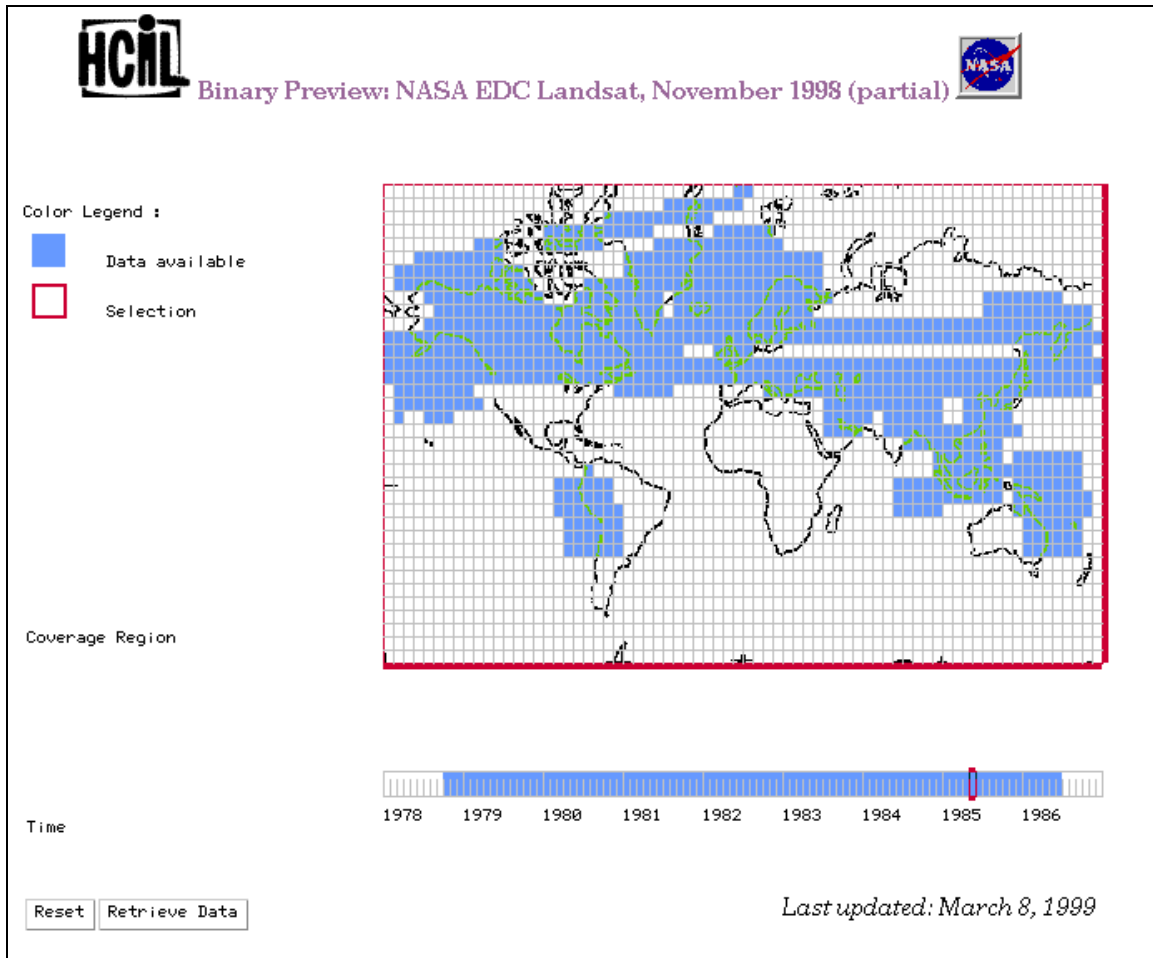 HCIL
Binary Preview: NASA EDC Landsat, November 1998 (partial)
NASA
Color Legend :
Data available
Selection
Coverage Region
1978 1979 1980 1981 1982 1983 1984 1985 1986
Time
Reset Retrieve Data
Last updated: March 8, 1999